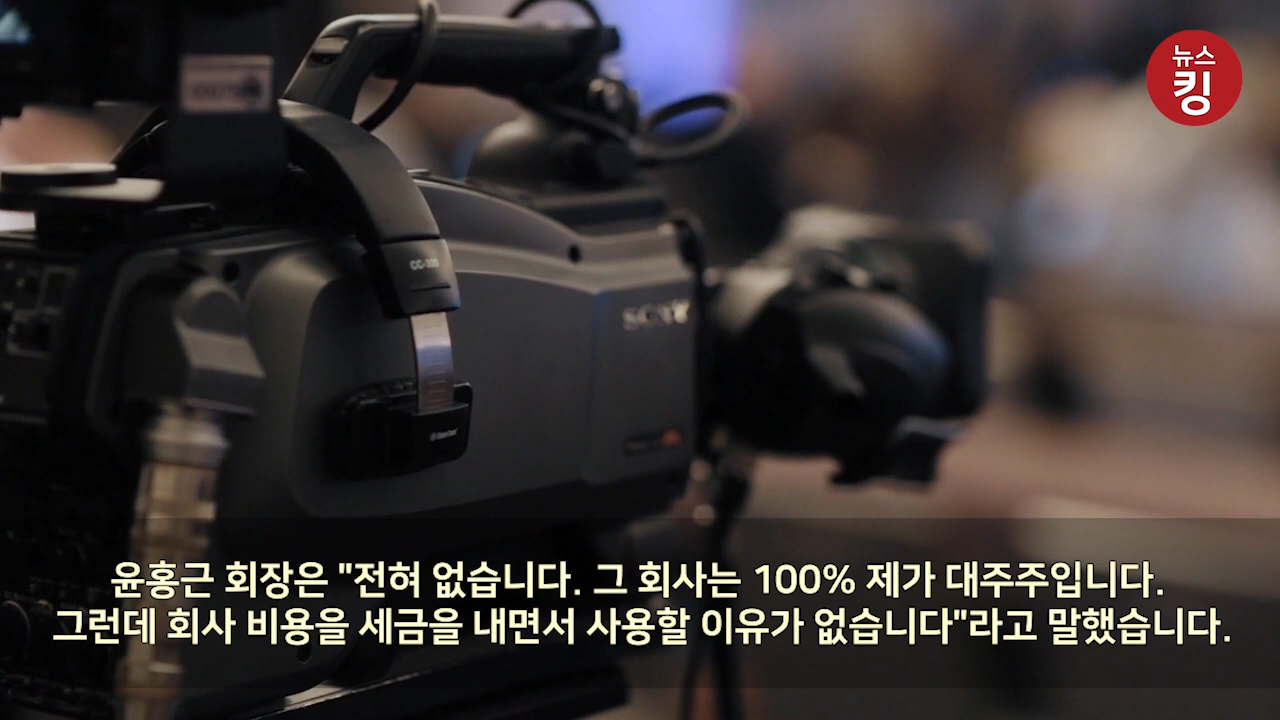 뉴스
킹
CC-320
SONY
윤홍근 회장은 "전혀 없습니다. 그 회사는 100% 제가 대주주입니다.
그런데 회사 비용을 세금을 내면서 사용할 이유가 없습니다"라고 말했습니다.